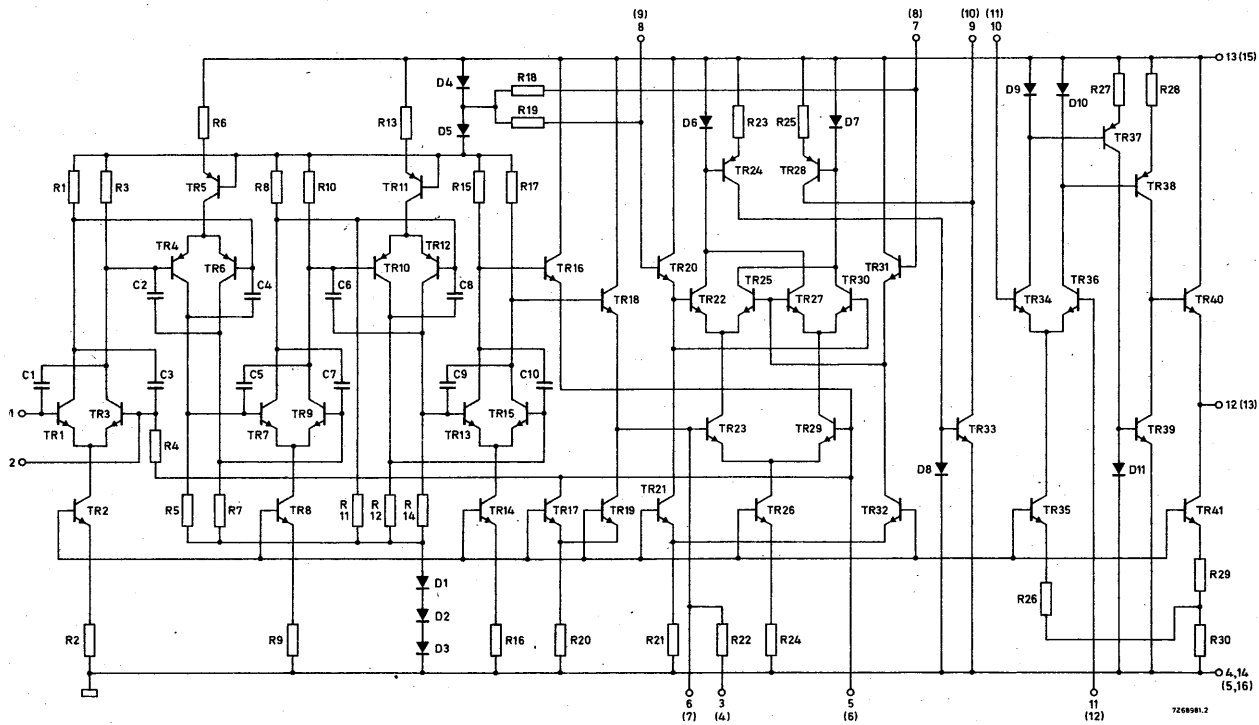 (9)
8
(8)
7
(10)
9
(11)
10
13 (15)
D4
R18
D9
D10
R27
R28
R6
R13
R19
D5
D6
R23
R25
D7
TR37
R1
R3
TR5
R8
R10
TR11
R15
R17
TR24
TR28
TR38
TR4
TR6
TR10
TR12
TR16
TR20
TR31
C2
C4
C6
C8
TR18
TR22
TR25
TR27
TR30
TR34
TR36
TR40
C1
C3
C5
C7
C9
C10
1
TR1
TR3
R4
TR7
TR9
TR13
TR15
TR23
TR29
TR33
TR39
12 (13)
2
D8
D11
TR2
R5
R7
TR8
R
11
R
12
R
14
TR14
TR17
TR19
TR21
TR26
TR32
TR35
TR41
D1
R29
D2
R26
R2
R9
D3
R16
R20
R21
R22
R24
R30
4,14
(5,16)
6
(7)
3
(4)
5
(6)
11
(12)
7Z68981.2